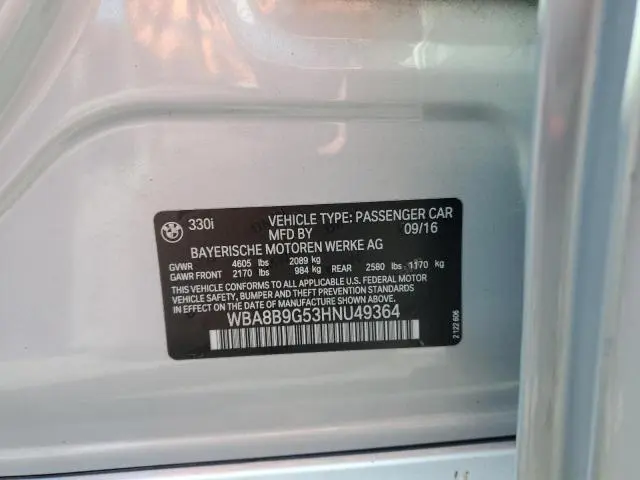 BMW
330i VEHICLE TYPE: PASSENGER CAR
MFD BY 09/16
BAYERISCHE MOTOREN WERKE AG
GVWR 4605 lbs 2089 kg
GAWR FRONT 2170 lbs 984 kg REAR 2580 lbs 1170 kg
THIS VEHICLE CONFORMS TO ALL APPLICABLE FEDERAL MOTOR
VEHICLE SAFETY, BUMPER AND THEFT PREVENTION STANDARDS
IN EFFECT ON THE DATE OF MANUFACTURE SHOWN ABOVE.
WBA8B9G53HNU49364
U.S. FEDERAL
2 122 606